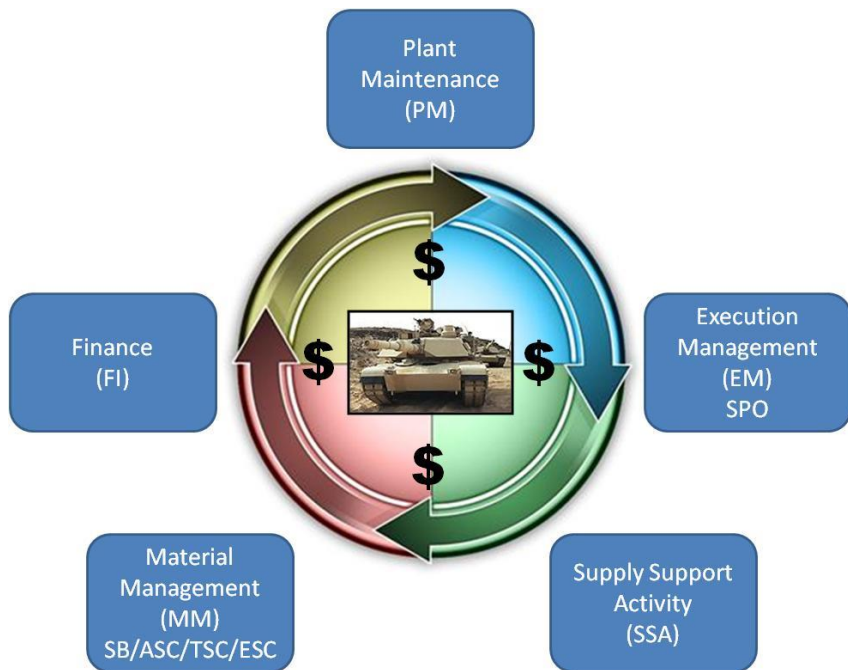 Plant
Maintenance
(PM)
$
Finance
(FI)
$
$
Execution
Management
(EM)
SPO
$
Material
Management
(MM)
SB/ASC/TSC/ESC
Supply Support
Activity
(SSA)